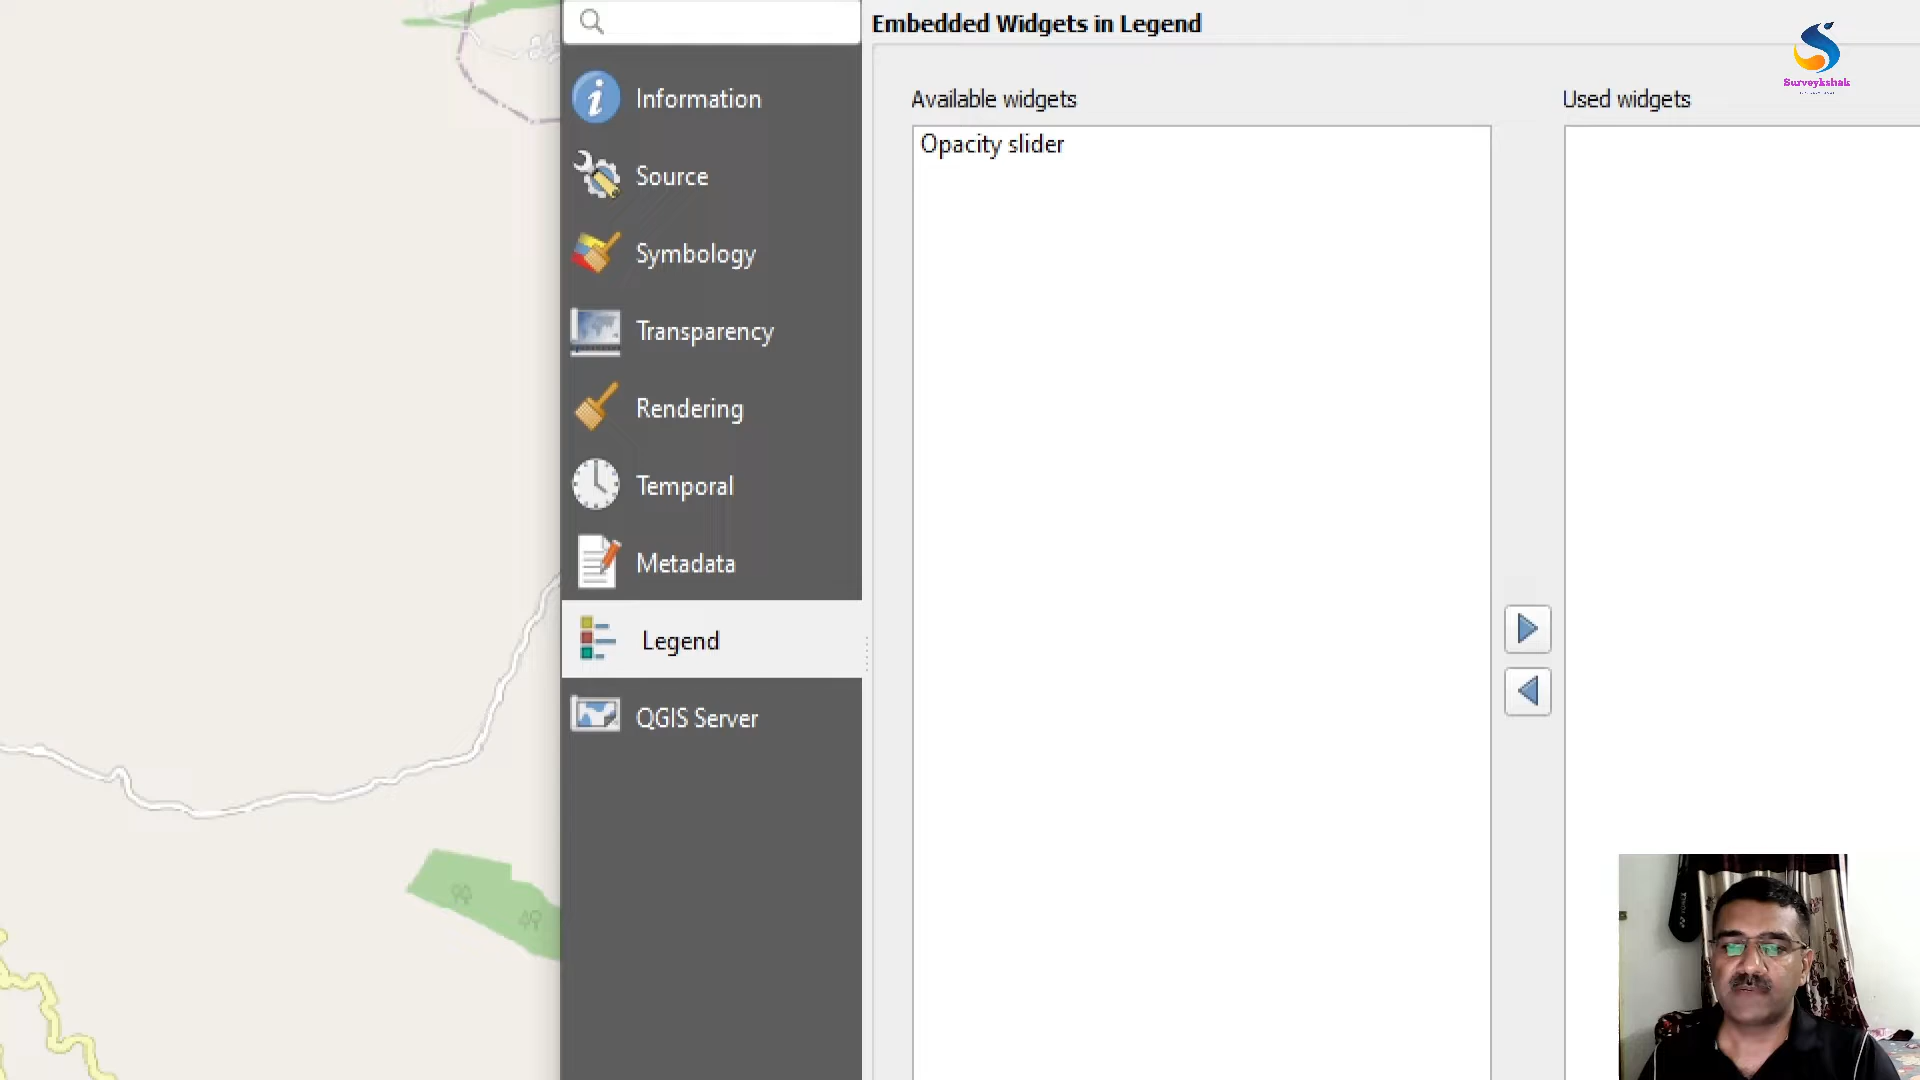 Embedded Widgets in Legend
Surveykshak
Information
Available widgets
Used widgets
Opacity slider
Source
Symbology
Transparency
Rendering
Temporal
Metadata
Legend
QGIS Server